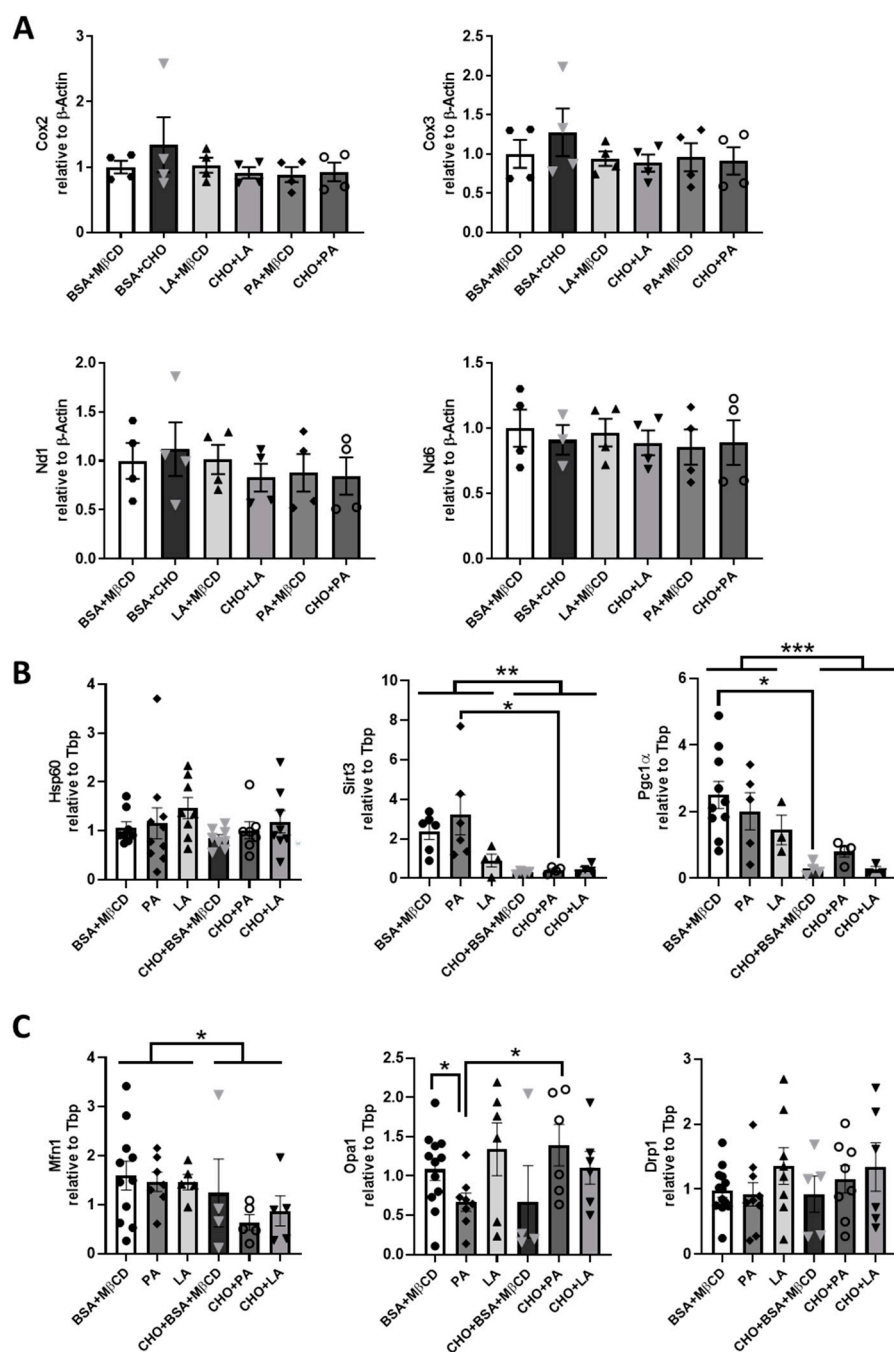 A
Cox2
relative to β-Actin
3
2
1
0
BSA+MβCD
BSA+CHO
LA+MβCD
CHO+LA
PA+MβCD
CHO+PA
Cox3
relative to β-Actin
2.5
2.0
1.5
1.0
0.5
0.0
BSA+MβCD
BSA+CHO
LA+MβCD
CHO+LA
PA+MβCD
CHO+PA
Nd1
relative to β-Actin
2.0
1.5
1.0
0.5
0.0
BSA+MβCD
BSA+CHO
LA+MβCD
CHO+LA
PA+MβCD
CHO+PA
Nd6
relative to β-Actin
1.5
1.0
0.5
0.0
BSA+MβCD
BSA+CHO
LA+MβCD
CHO+LA
PA+MβCD
CHO+PA
B
Hsp60
relative to Tbp
4
3
2
1
0
BSA+MβCD
PA
LA
CHO+BSA+MβCD
CHO+PA
CHO+LA
Sirt3
relative to Tbp
10
8
6
4
2
0
**
*
BSA+MβCD
PA
LA
CHO+BSA+MβCD
CHO+PA
CHO+LA
Pgc1α
relative to Tbp
6
4
2
0
***
*
BSA+MβCD
PA
LA
CHO+BSA+MβCD
CHO+PA
CHO+LA
C
Mfn1
relative to Tbp
4
3
2
1
0
*
BSA+MβCD
PA
LA
CHO+BSA+MβCD
CHO+PA
CHO+LA
Opa1
relative to Tbp
2.5
2.0
1.5
1.0
0.5
0.0
*
*
BSA+MβCD
PA
LA
CHO+BSA+MβCD
CHO+PA
CHO+LA
Drp1
relative to Tbp
3
2
1
0
BSA+MβCD
PA
LA
CHO+BSA+MβCD
CHO+PA
CHO+LA